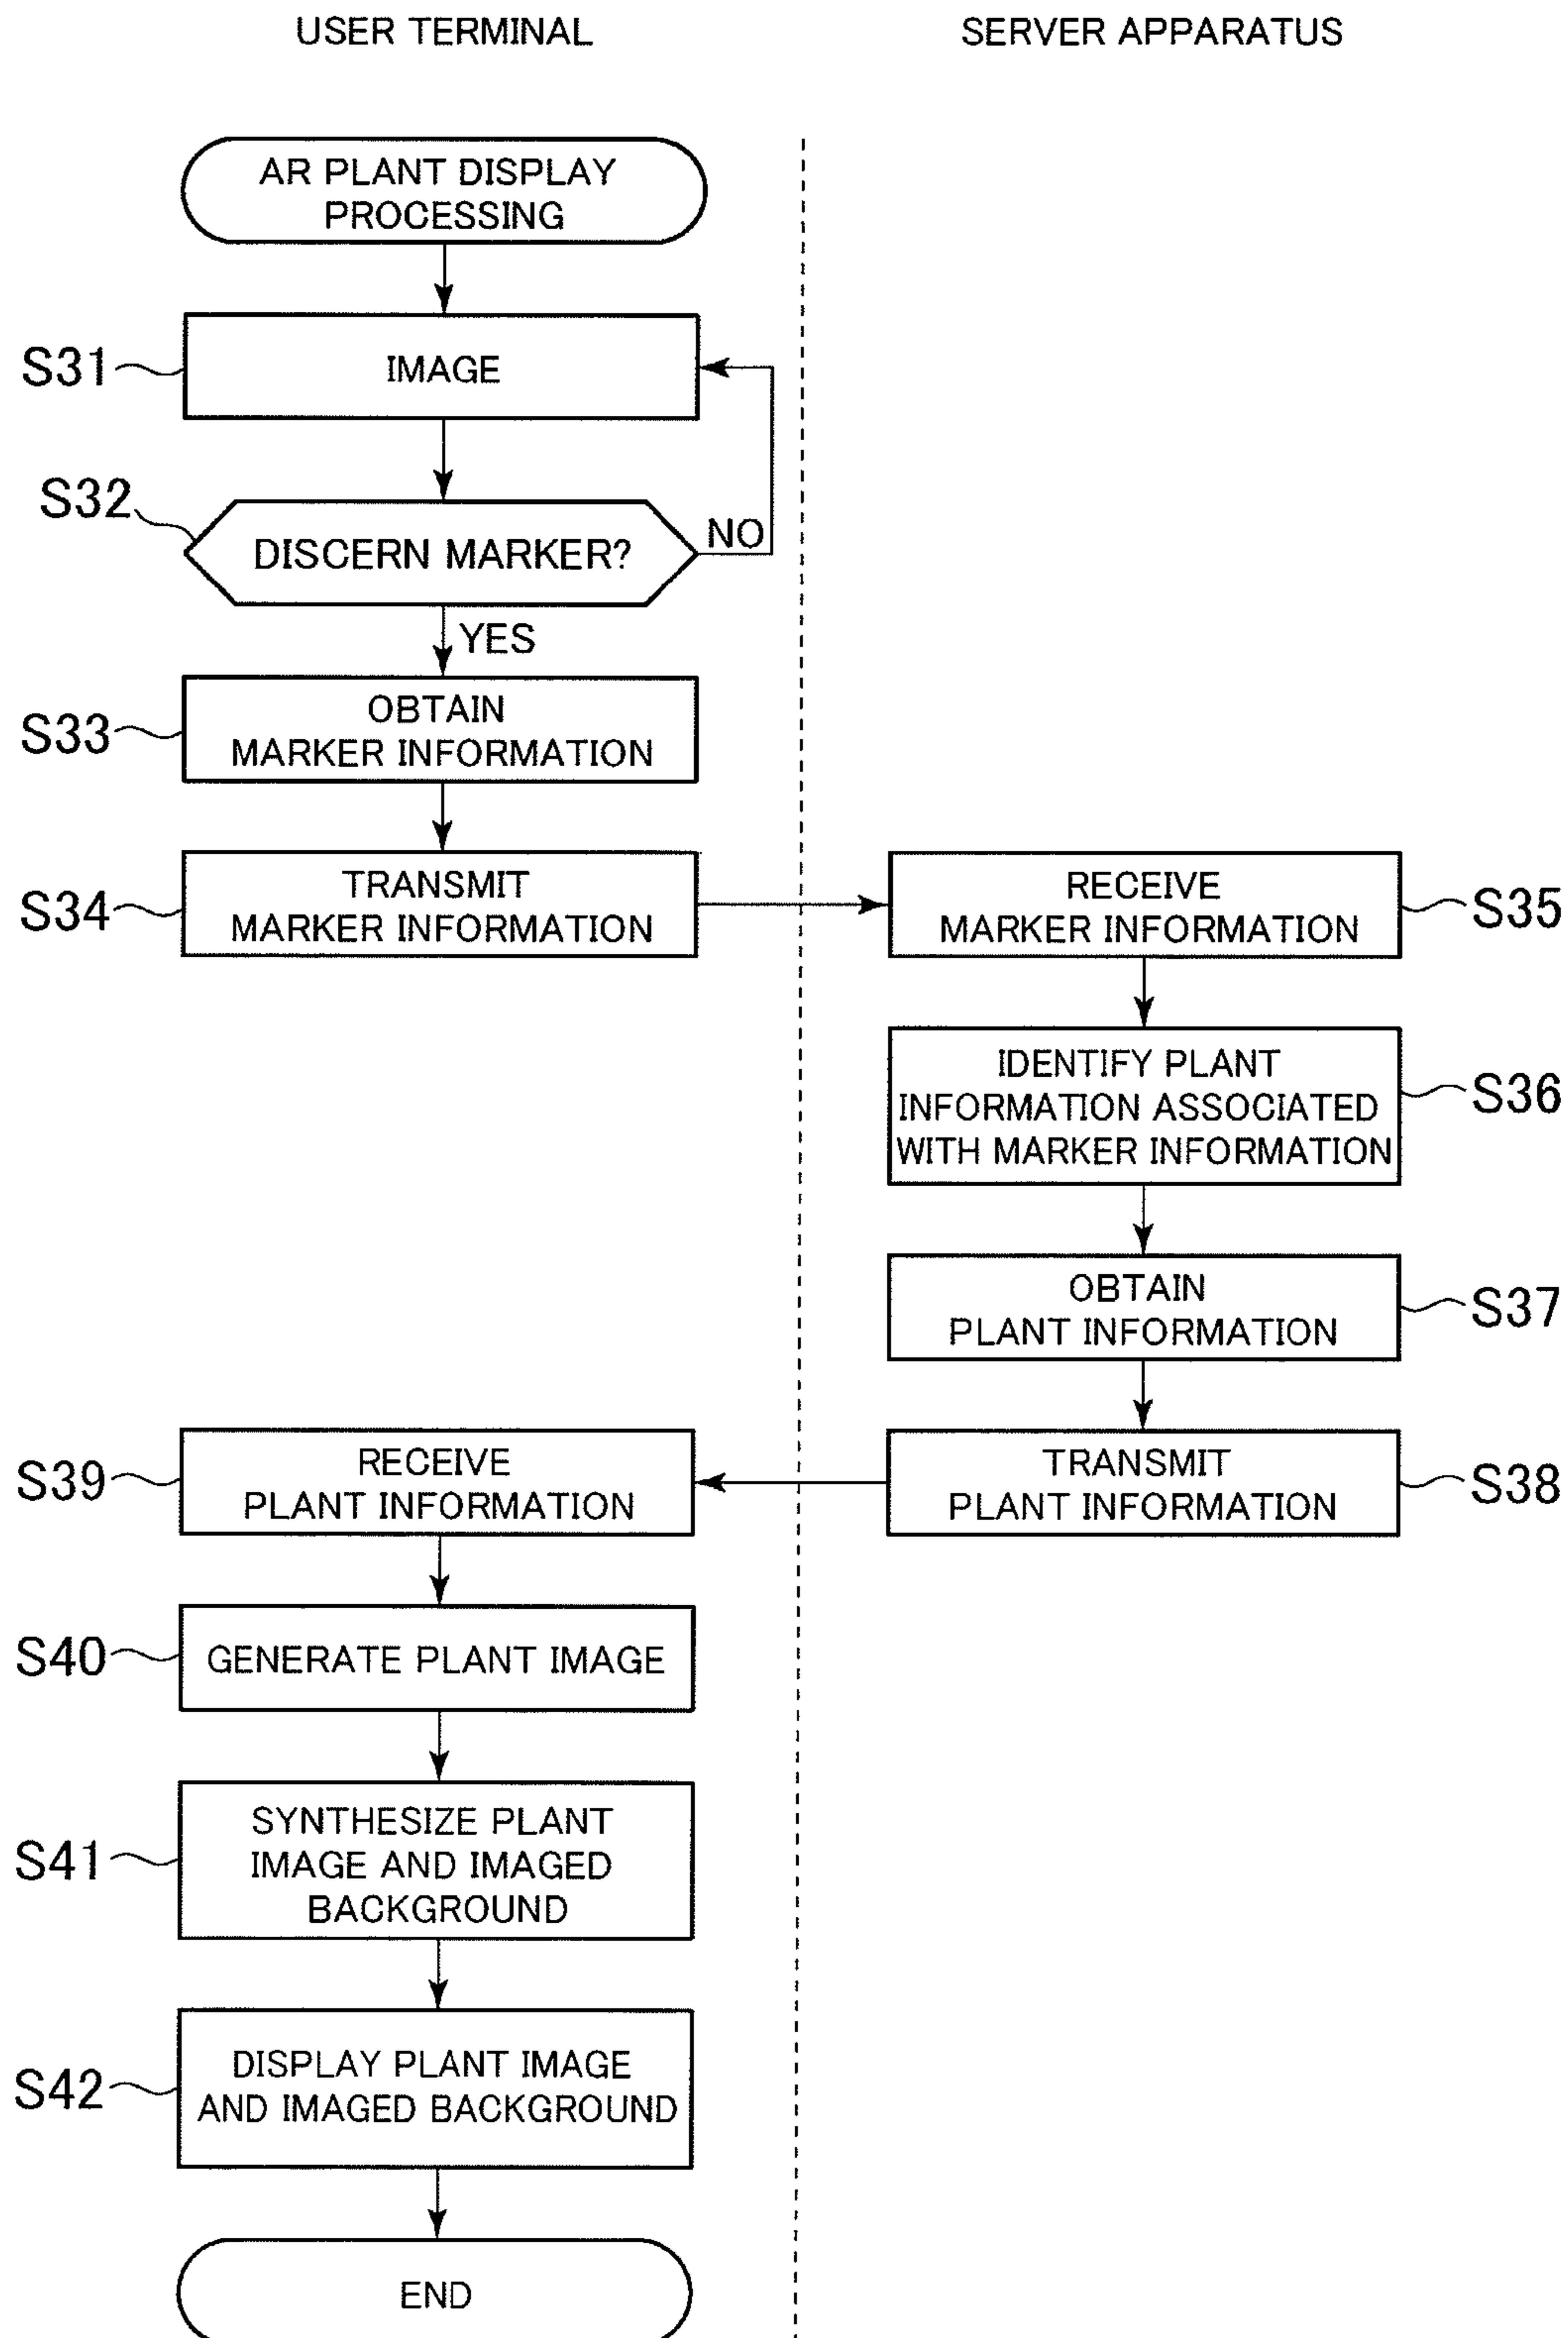 USER TERMINAL
SERVER APPARATUS
AR PLANT DISPLAY
PROCESSING
S31
IMAGE
S32
DISCERN MARKER?
NO
YES
S33
OBTAIN
MARKER INFORMATION
S34
TRANSMIT
MARKER INFORMATION
RECEIVE
MARKER INFORMATION
S35
IDENTIFY PLANT
INFORMATION ASSOCIATED
WITH MARKER INFORMATION
S36
OBTAIN
PLANT INFORMATION
S37
TRANSMIT
PLANT INFORMATION
S38
S39
RECEIVE
PLANT INFORMATION
S40
GENERATE PLANT IMAGE
S41
SYNTHESIZE PLANT
IMAGE AND IMAGED
BACKGROUND
S42
DISPLAY PLANT IMAGE
AND IMAGED BACKGROUND
END